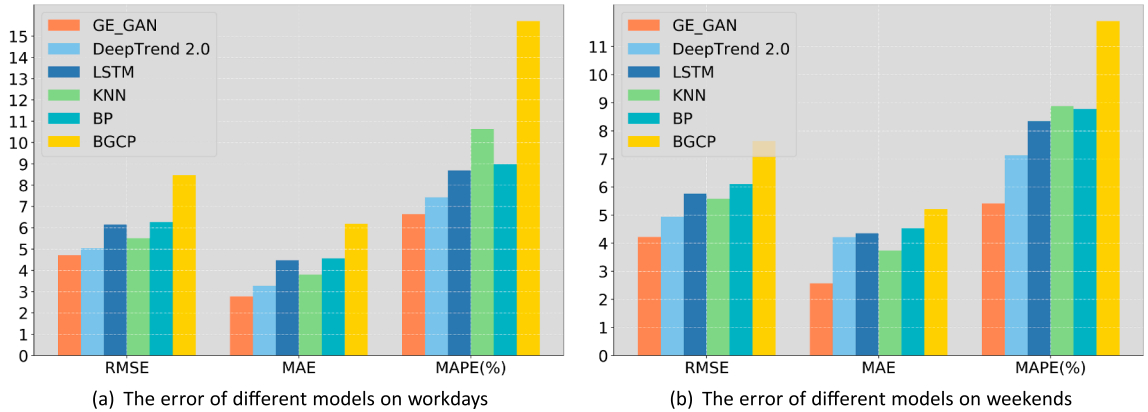 15
14
13
12
11
10
9
8
7
6
5
4
3
2
1
0
GE_GAN
DeepTrend 2.0
LSTM
KNN
BP
BGCP
RMSE MAE MAPE(%)
(a) The error of different models on workdays
11
10
9
8
7
6
5
4
3
2
1
0
GE_GAN
DeepTrend 2.0
LSTM
KNN
BP
BGCP
RMSE MAE MAPE(%)
(b) The error of different models on weekends